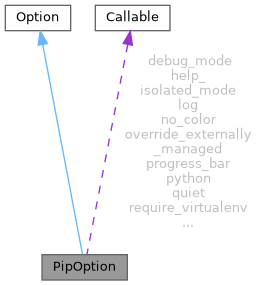 Option
Callable
debug_mode
help_
isolated_mode
log
no_color
override_externally
_managed
progress_bar
python
quiet
require_virtualenv
...
PipOption